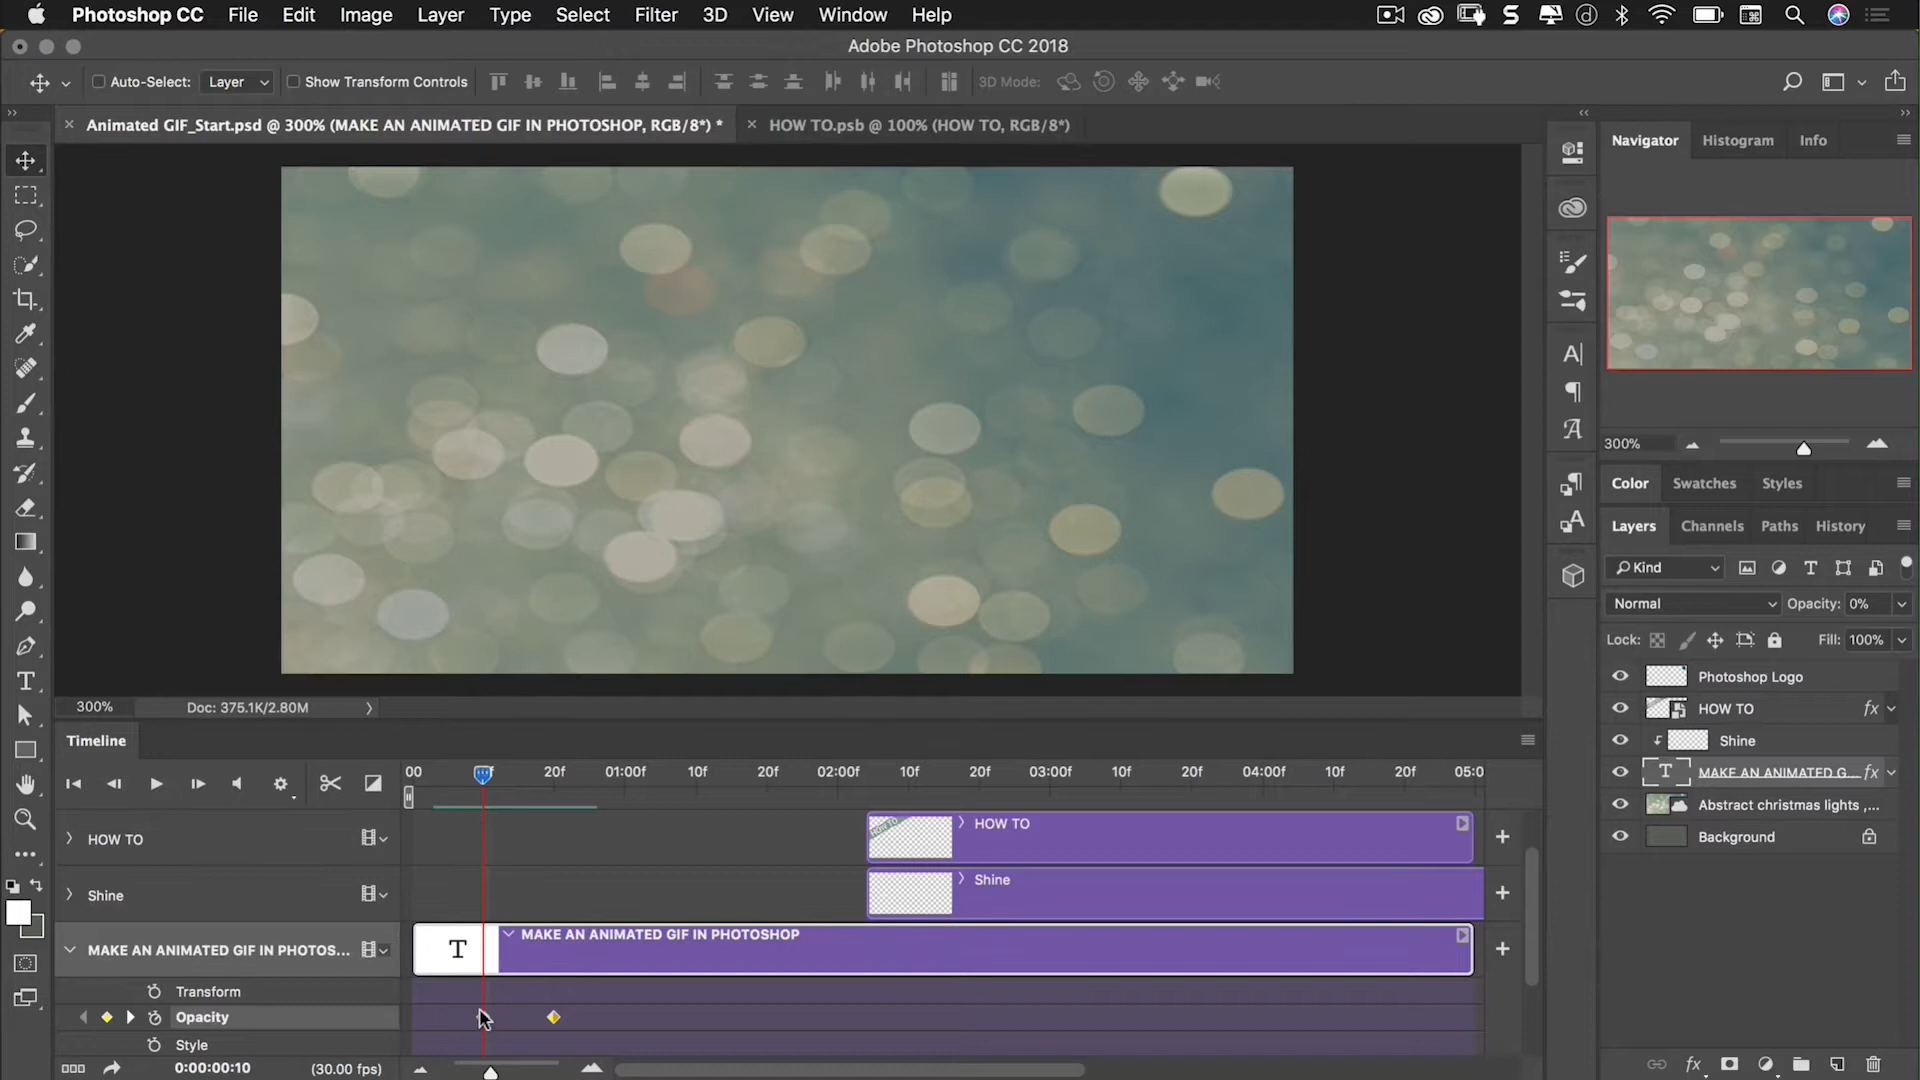 Photoshop CC File Edit Image Layer Type Select Filter 3D View Window Help
Adobe Photoshop CC 2018
Auto-Select: Layer Show Transform Controls 3D Mode:
Animated GIF_Start.psd @ 300% (MAKE AN ANIMATED GIF IN PHOTOSHOP, RGB/8*) * HOW TO.psb @ 100% (HOW TO, RGB/8*)
Navigator Histogram Info
300%
Color Swatches Styles
Layers Channels Paths History
Kind
Normal Opacity: 0%
Lock: Fill: 100%
Photoshop Logo
HOW TO fx
Shine
T MAKE AN ANIMATED G... fx
Abstract christmas lights ,...
Background
300% Doc: 375.1K/2.80M
Timeline
00 f 20f 01:00f 10f 20f 02:00f 10f 20f 03:00f 10f 20f 04:00f 10f 20f 05:0
HOW TO HOW TO HOW TO
Shine Shine
MAKE AN ANIMATED GIF IN PHOTOS... T MAKE AN ANIMATED GIF IN PHOTOSHOP
Transform
Opacity
Style
0:00:00:10 (30.00 fps)
fx